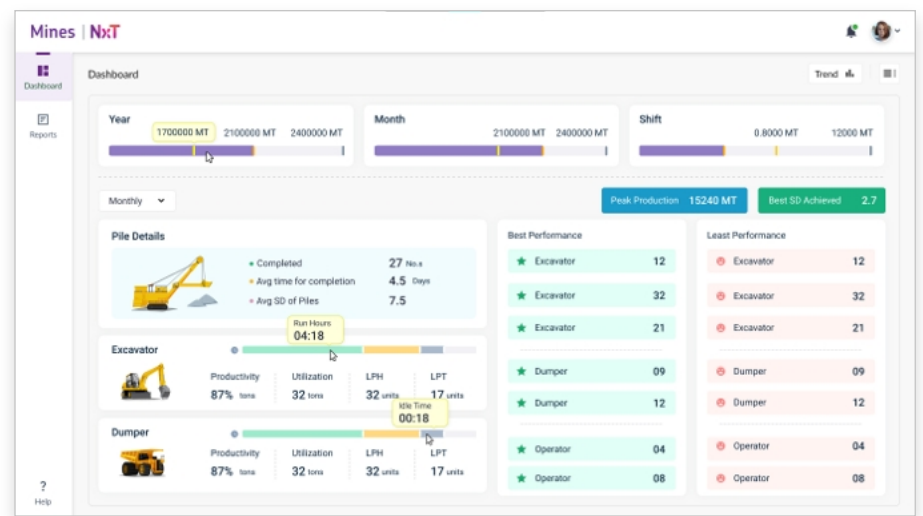 Mines | NxT
Dashboard
Reports
? Help
Dashboard
Trend
Year
1700000 MT 2100000 MT 2400000 MT
Month
2100000 MT 2400000 MT
Shift
0.8000 MT 12000 MT
Monthly
Peak Production 15240 MT
Best SD Achieved 2.7
Pile Details
Completed 27 No.s
Avg time for completion 4.5 Days
Avg SD of Piles 7.5
Excavator
Run Hours
04:18
Productivity Utilization LPH LPT
87% tons 32 tons 32 units 17 units
Dumper
Idle Time
00:18
Productivity Utilization LPH LPT
87% tons 32 tons 32 units 17 units
Best Performance
Excavator 12
Excavator 32
Excavator 21
Dumper 09
Dumper 12
Operator 04
Operator 08
Least Performance
Excavator 12
Excavator 32
Excavator 21
Dumper 09
Dumper 12
Operator 04
Operator 08